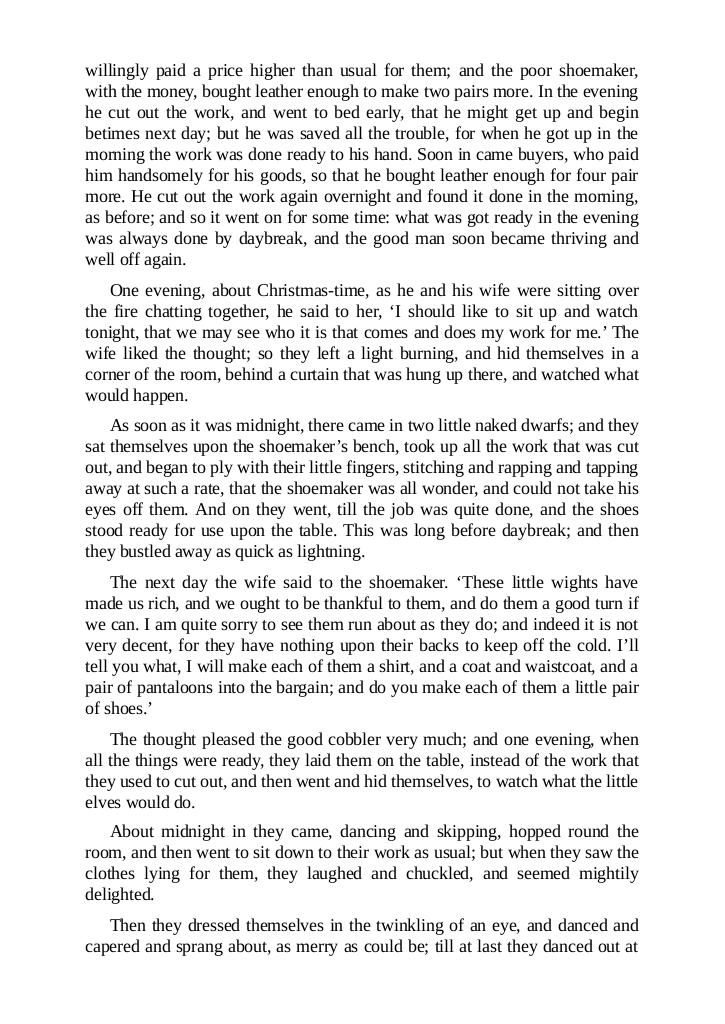 willingly paid a price higher than usual for them; and the poor shoemaker,
with the money, bought leather enough to make two pairs more. In the evening
he cut out the work, and went to bed early, that he might get up and begin
betimes next day; but he was saved all the trouble, for when he got up in the
morning the work was done ready to his hand. Soon in came buyers, who paid
him handsomely for his goods, so that he bought leather enough for four pair
more. He cut out the work again overnight and found it done in the morning,
as before; and so it went on for some time: what was got ready in the evening
was always done by daybreak, and the good man soon became thriving and
well off again.
One evening, about Christmas-time, as he and his wife were sitting over
the fire chatting together, he said to her, ‘I should like to sit up and watch
tonight, that we may see who it is that comes and does my work for me.’ The
wife liked the thought; so they left a light burning, and hid themselves in a
corner of the room, behind a curtain that was hung up there, and watched what
would happen.
As soon as it was midnight, there came in two little naked dwarfs; and they
sat themselves upon the shoemaker’s bench, took up all the work that was cut
out, and began to ply with their little fingers, stitching and rapping and tapping
away at such a rate, that the shoemaker was all wonder, and could not take his
eyes off them. And on they went, till the job was quite done, and the shoes
stood ready for use upon the table. This was long before daybreak; and then
they bustled away as quick as lightning.
The next day the wife said to the shoemaker. ‘These little wights have
made us rich, and we ought to be thankful to them, and do them a good turn if
we can. I am quite sorry to see them run about as they do; and indeed it is not
very decent, for they have nothing upon their backs to keep off the cold. I’ll
tell you what, I will make each of them a shirt, and a coat and waistcoat, and a
pair of pantaloons into the bargain; and do you make each of them a little pair
of shoes.’
The thought pleased the good cobbler very much; and one evening, when
all the things were ready, they laid them on the table, instead of the work that
they used to cut out, and then went and hid themselves, to watch what the little
elves would do.
About midnight in they came, dancing and skipping, hopped round the
room, and then went to sit down to their work as usual; but when they saw the
clothes lying for them, they laughed and chuckled, and seemed mightily
delighted.
Then they dressed themselves in the twinkling of an eye, and danced and
capered and sprang about, as merry as could be; till at last they danced out at